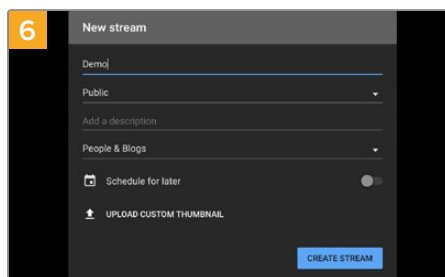 6
New stream
Demo
Public
Add a description
People & Blogs
Schedule for later
UPLOAD CUSTOM THUMBNAIL
CREATE STREAM